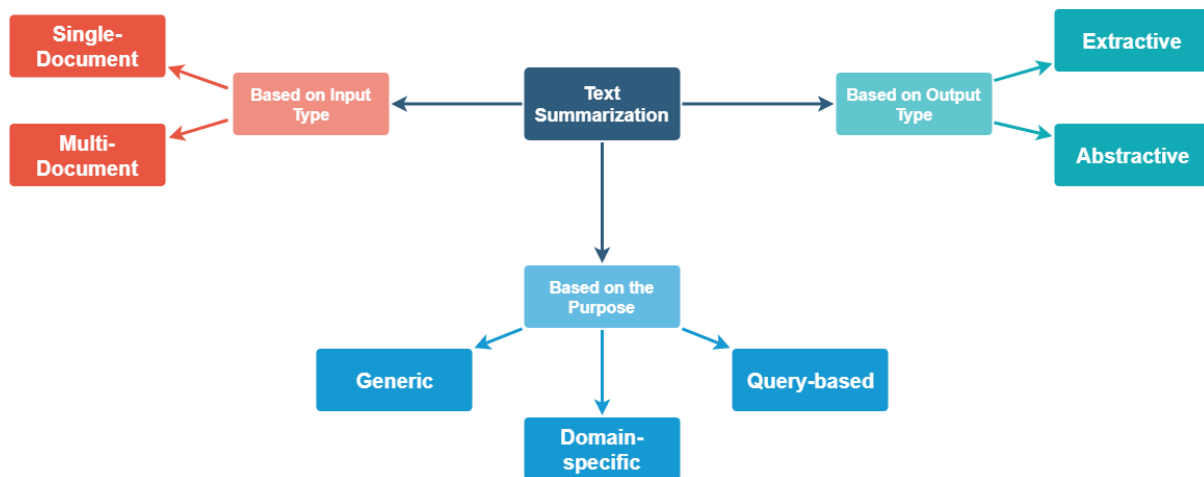 Single-
Document
Multi-
Document
Based on Input
Type
Text
Summarization
Based on Output
Type
Extractive
Abstractive
Based on the
Purpose
Generic
Domain-
specific
Query-based